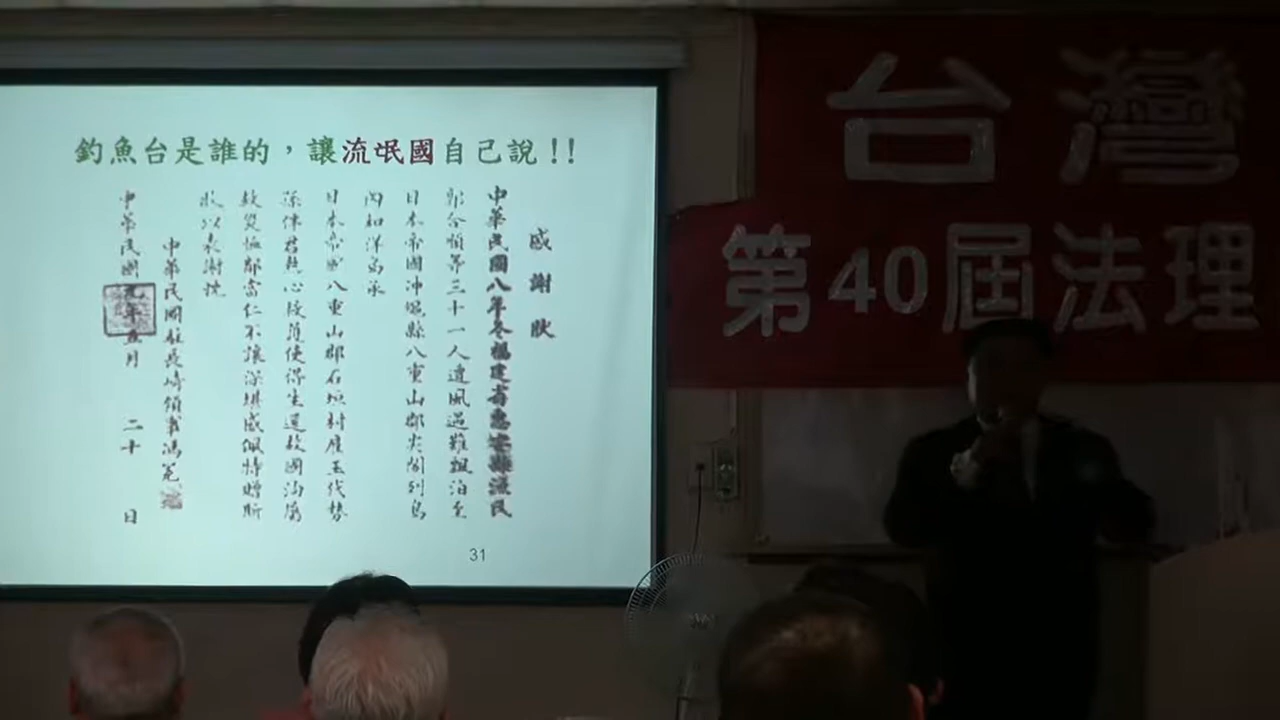 釣魚台是誰的，讓流氓國自己說!!
感謝狀
中華民國八年冬福建省惠安縣漁民
郭合順等三十一人遭風遇難飄泊至
日本帝國沖繩縣八重山郡尖閣列島
內和洋島承
日本帝國八重山郡石垣村雇玉代勢
孫伴君熱心救護使得生還故國洵屬
救災恤鄰當仁不讓深堪感佩特贈斯
狀以表謝忱
中華民國駐長崎領事馮冕
中華民國九年五月二十日
31
台灣
第40屆法理